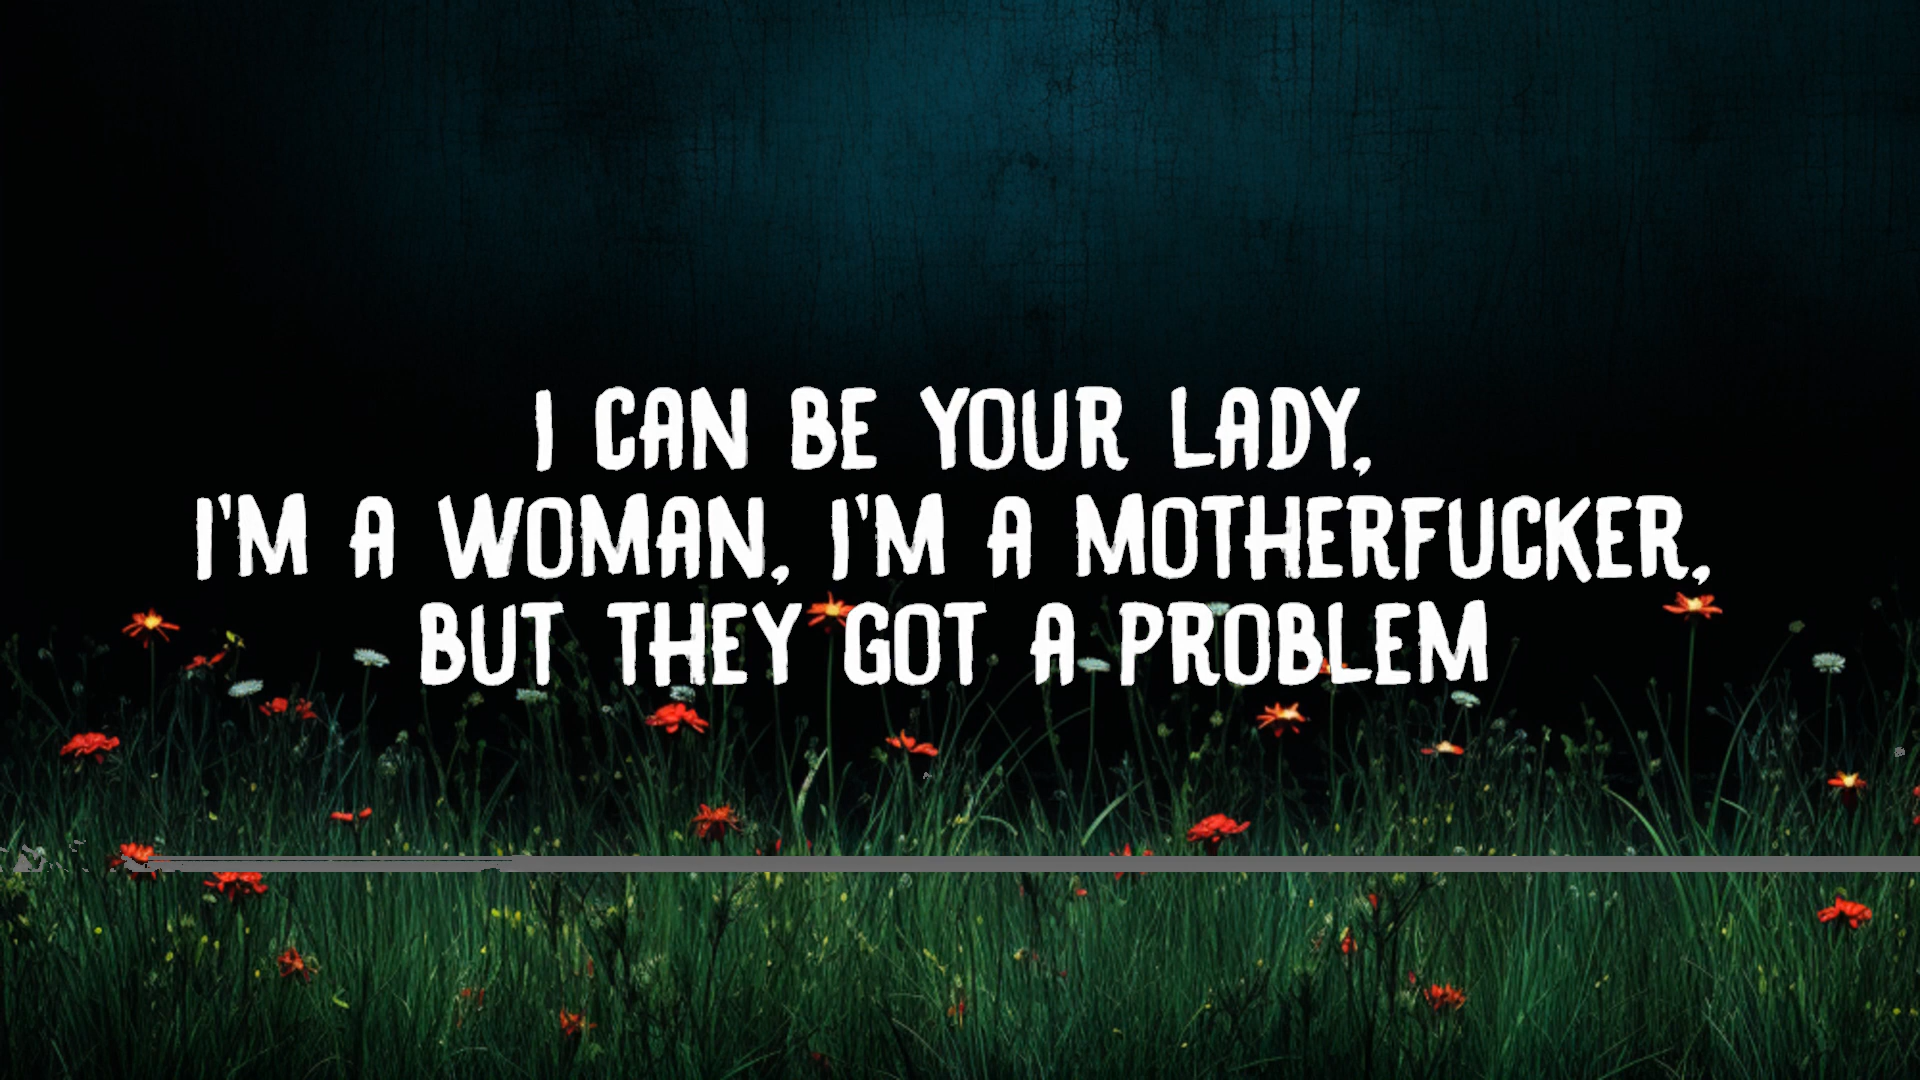 I CAN BE YOUR LADY,
I'M A WOMAN, I'M A MOTHERFUCKER,
BUT THEY GOT A PROBLEM